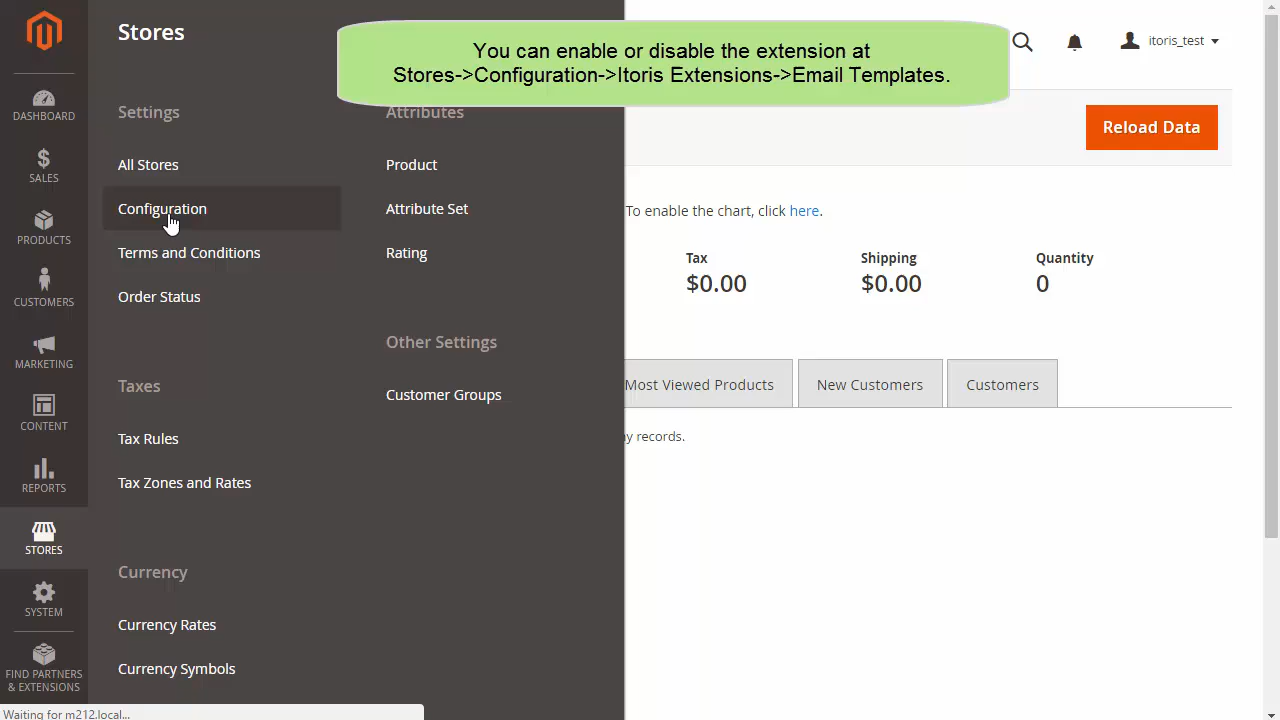 Stores
You can enable or disable the extension at
Stores->Configuration->Itoris Extensions->Email Templates.
itoris_test
DASHBOARD
SALES
PRODUCTS
CUSTOMERS
MARKETING
CONTENT
REPORTS
STORES
SYSTEM
FIND PARTNERS
& EXTENSIONS
Settings
All Stores
Configuration
Terms and Conditions
Order Status
Taxes
Tax Rules
Tax Zones and Rates
Currency
Currency Rates
Currency Symbols
Attributes
Product
Attribute Set
Rating
Other Settings
Customer Groups
Reload Data
To enable the chart, click here.
Tax
$0.00
Shipping
$0.00
Quantity
0
Most Viewed Products
New Customers
Customers
y records.
Waiting for m212.local...